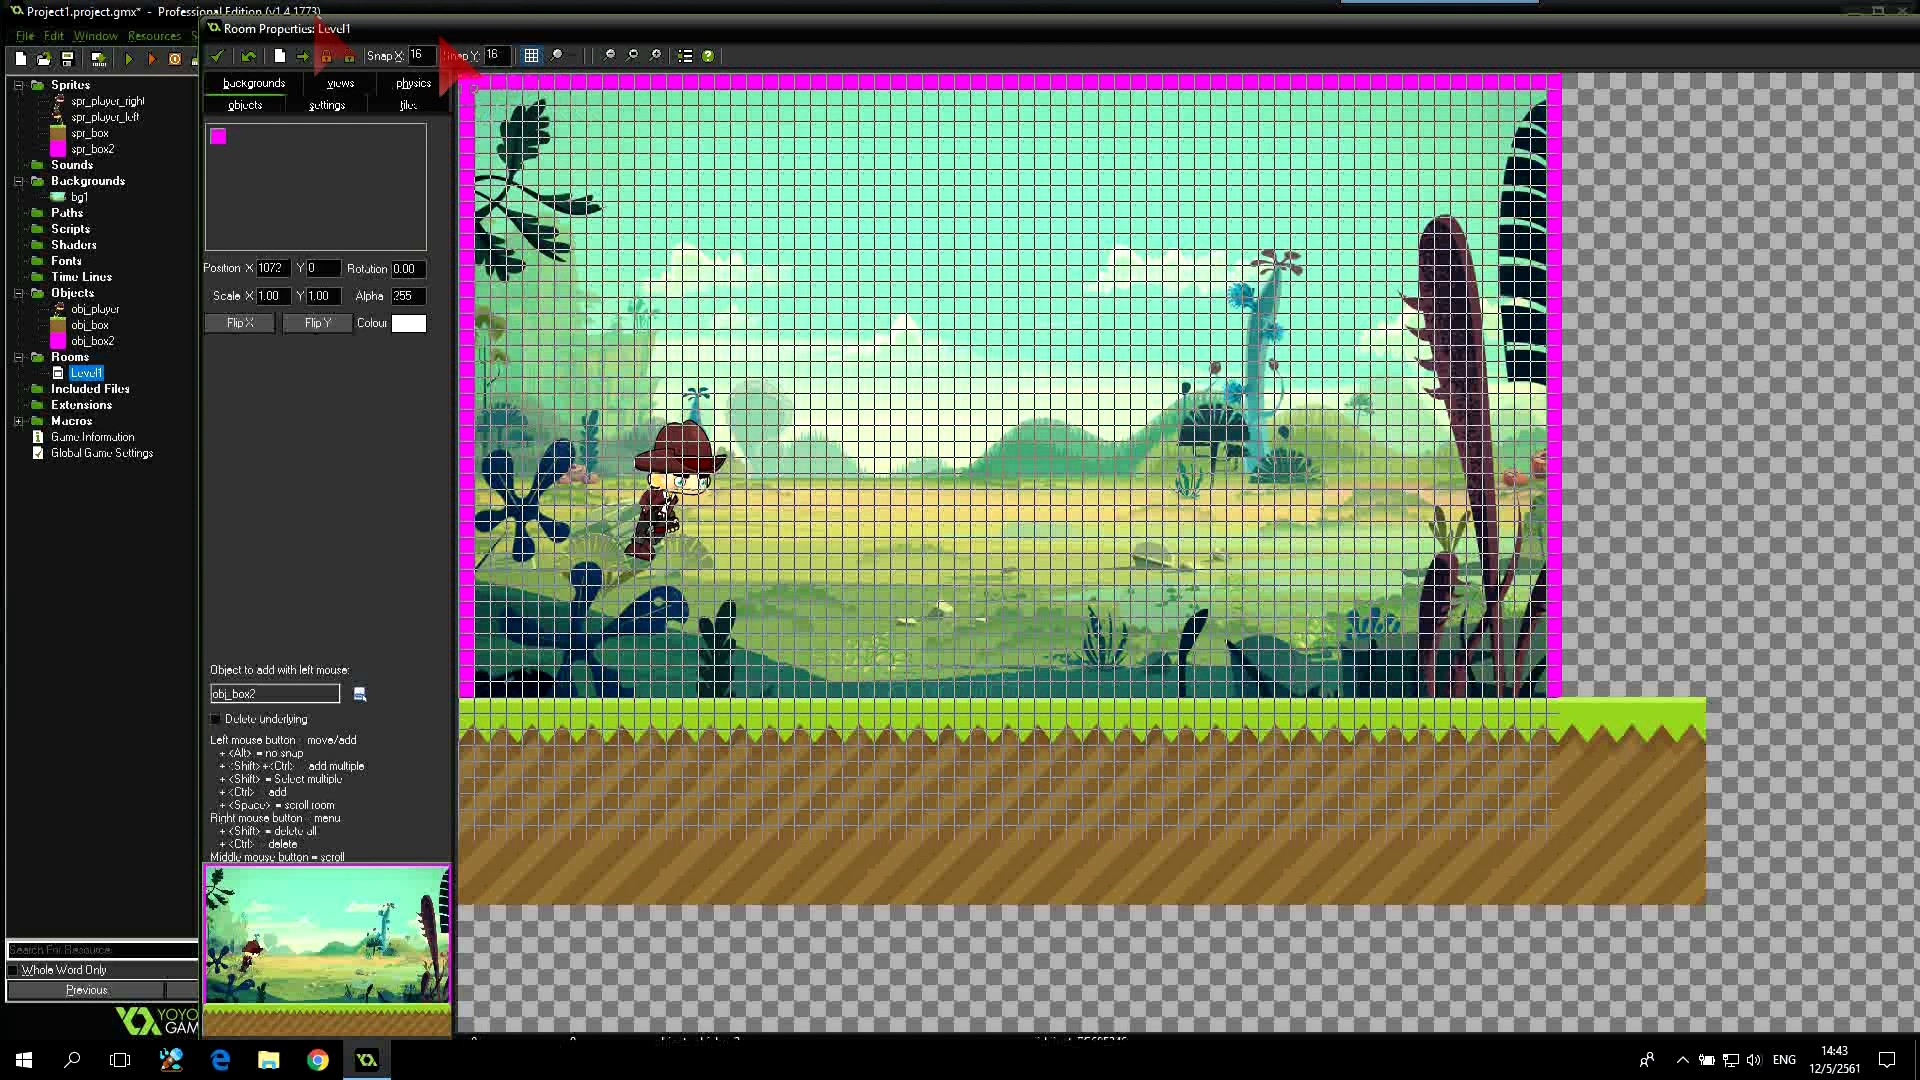 Project1.project.gmx* - Professional Edition (v1.4.1773)
File Edit Window Resources
Room Properties: Level1
Snap X: 16 Snap Y: 16
backgrounds views physics
objects settings tiles
Sprites
spr_player_right
spr_player_left
spr_box
spr_box2
Sounds
Backgrounds
bg1
Paths
Scripts
Shaders
Fonts
Time Lines
Objects
obj_player
obj_box
obj_box2
Rooms
Level1
Included Files
Extensions
Macros
Game Information
Global Game Settings
Position X 1072 Y 0 Rotation 0.00
Scale X 1.00 Y 1.00 Alpha 255
Flip X Flip Y Colour
Object to add with left mouse:
obj_box2
Delete underlying
Left mouse button = move/add
+ <Alt> = no snap
+ <Shift>+<Ctrl> = add multiple
+ <Shift> = Select multiple
+ <Ctrl> = add
+ <Space> = scroll room
Right mouse button = menu
+ <Shift> = delete all
+ <Ctrl> = delete
Middle mouse button = scroll
Search For Resource
Whole Word Only
Previous
YOYO
GAM
ENG
14:43
12/5/2561